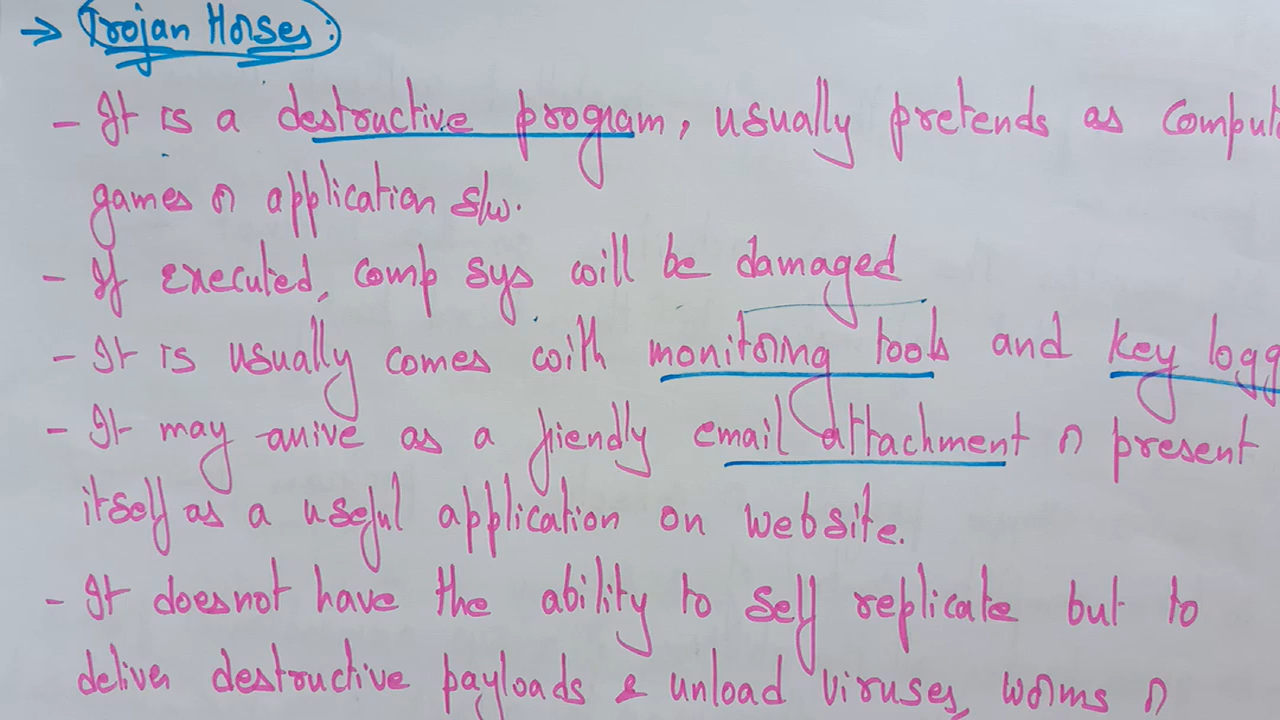 → Trojan Horses:
- It is a destructive program, usually pretends as comput
games or application s/w.
- If executed, comp sys will be damaged
- It is usually comes with monitoring tools and key logg
- It may arrive as a friendly email attachment or present
itself as a useful application on website.
- It doesnot have the ability to self replicate but to
deliver destructive payloads & unload viruses, worms or